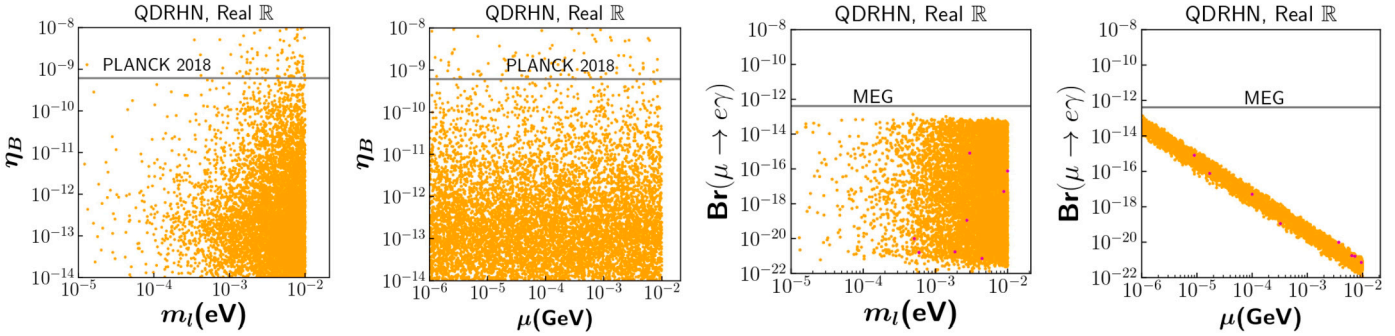 QDRHN, Real ℝ
10⁻⁸
10⁻⁹
10⁻¹⁰
10⁻¹¹
10⁻¹²
10⁻¹³
10⁻¹⁴
η_B
PLANCK 2018
10⁻⁵ 10⁻⁴ 10⁻³ 10⁻²
m_l(eV)
QDRHN, Real ℝ
10⁻⁸
10⁻⁹
10⁻¹⁰
10⁻¹¹
10⁻¹²
10⁻¹³
10⁻¹⁴
η_B
PLANCK 2018
10⁻⁶ 10⁻⁵ 10⁻⁴ 10⁻³ 10⁻²
μ(GeV)
QDRHN, Real ℝ
10⁻⁸
10⁻¹⁰
10⁻¹²
10⁻¹⁴
10⁻¹⁶
10⁻¹⁸
10⁻²⁰
10⁻²²
Br(μ → eγ)
MEG
10⁻⁵ 10⁻⁴ 10⁻³ 10⁻²
m_l(eV)
QDRHN, Real ℝ
10⁻⁸
10⁻¹⁰
10⁻¹²
10⁻¹⁴
10⁻¹⁶
10⁻¹⁸
10⁻²⁰
10⁻²²
Br(μ → eγ)
MEG
10⁻⁶ 10⁻⁵ 10⁻⁴ 10⁻³ 10⁻²
μ(GeV)